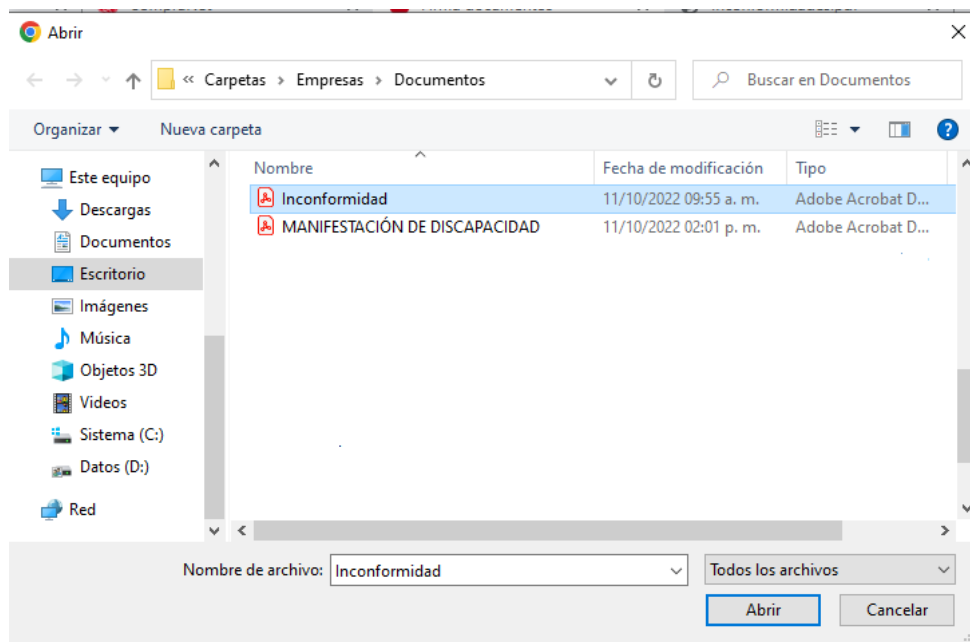 Abrir
« Carpetas › Empresas › Documentos
Buscar en Documentos
Organizar
Nueva carpeta
Nombre Fecha de modificación Tipo
Inconformidad 11/10/2022 09:55 a. m. Adobe Acrobat D...
MANIFESTACIÓN DE DISCAPACIDAD 11/10/2022 02:01 p. m. Adobe Acrobat D...
Este equipo
Descargas
Documentos
Escritorio
Imágenes
Música
Objetos 3D
Videos
Sistema (C:)
Datos (D:)
Red
Nombre de archivo: Inconformidad
Todos los archivos
Abrir
Cancelar